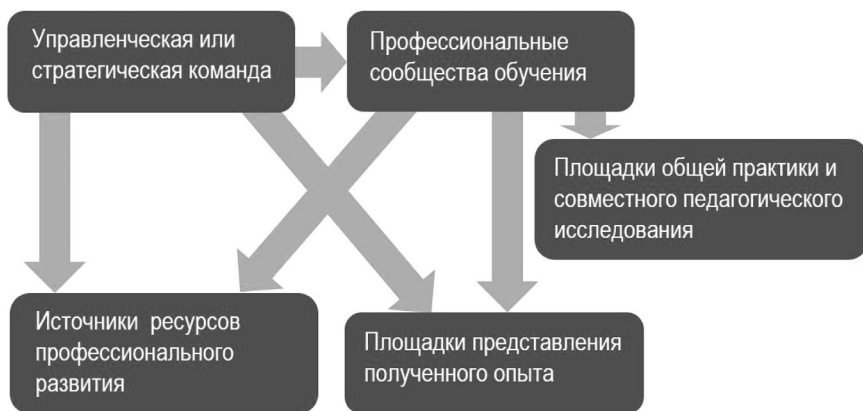 Управленческая или
стратегическая команда
Профессиональные
сообщества обучения
Площадки общей практики и
совместного педагогического
исследования
Источники ресурсов
профессионального
развития
Площадки представления
полученного опыта